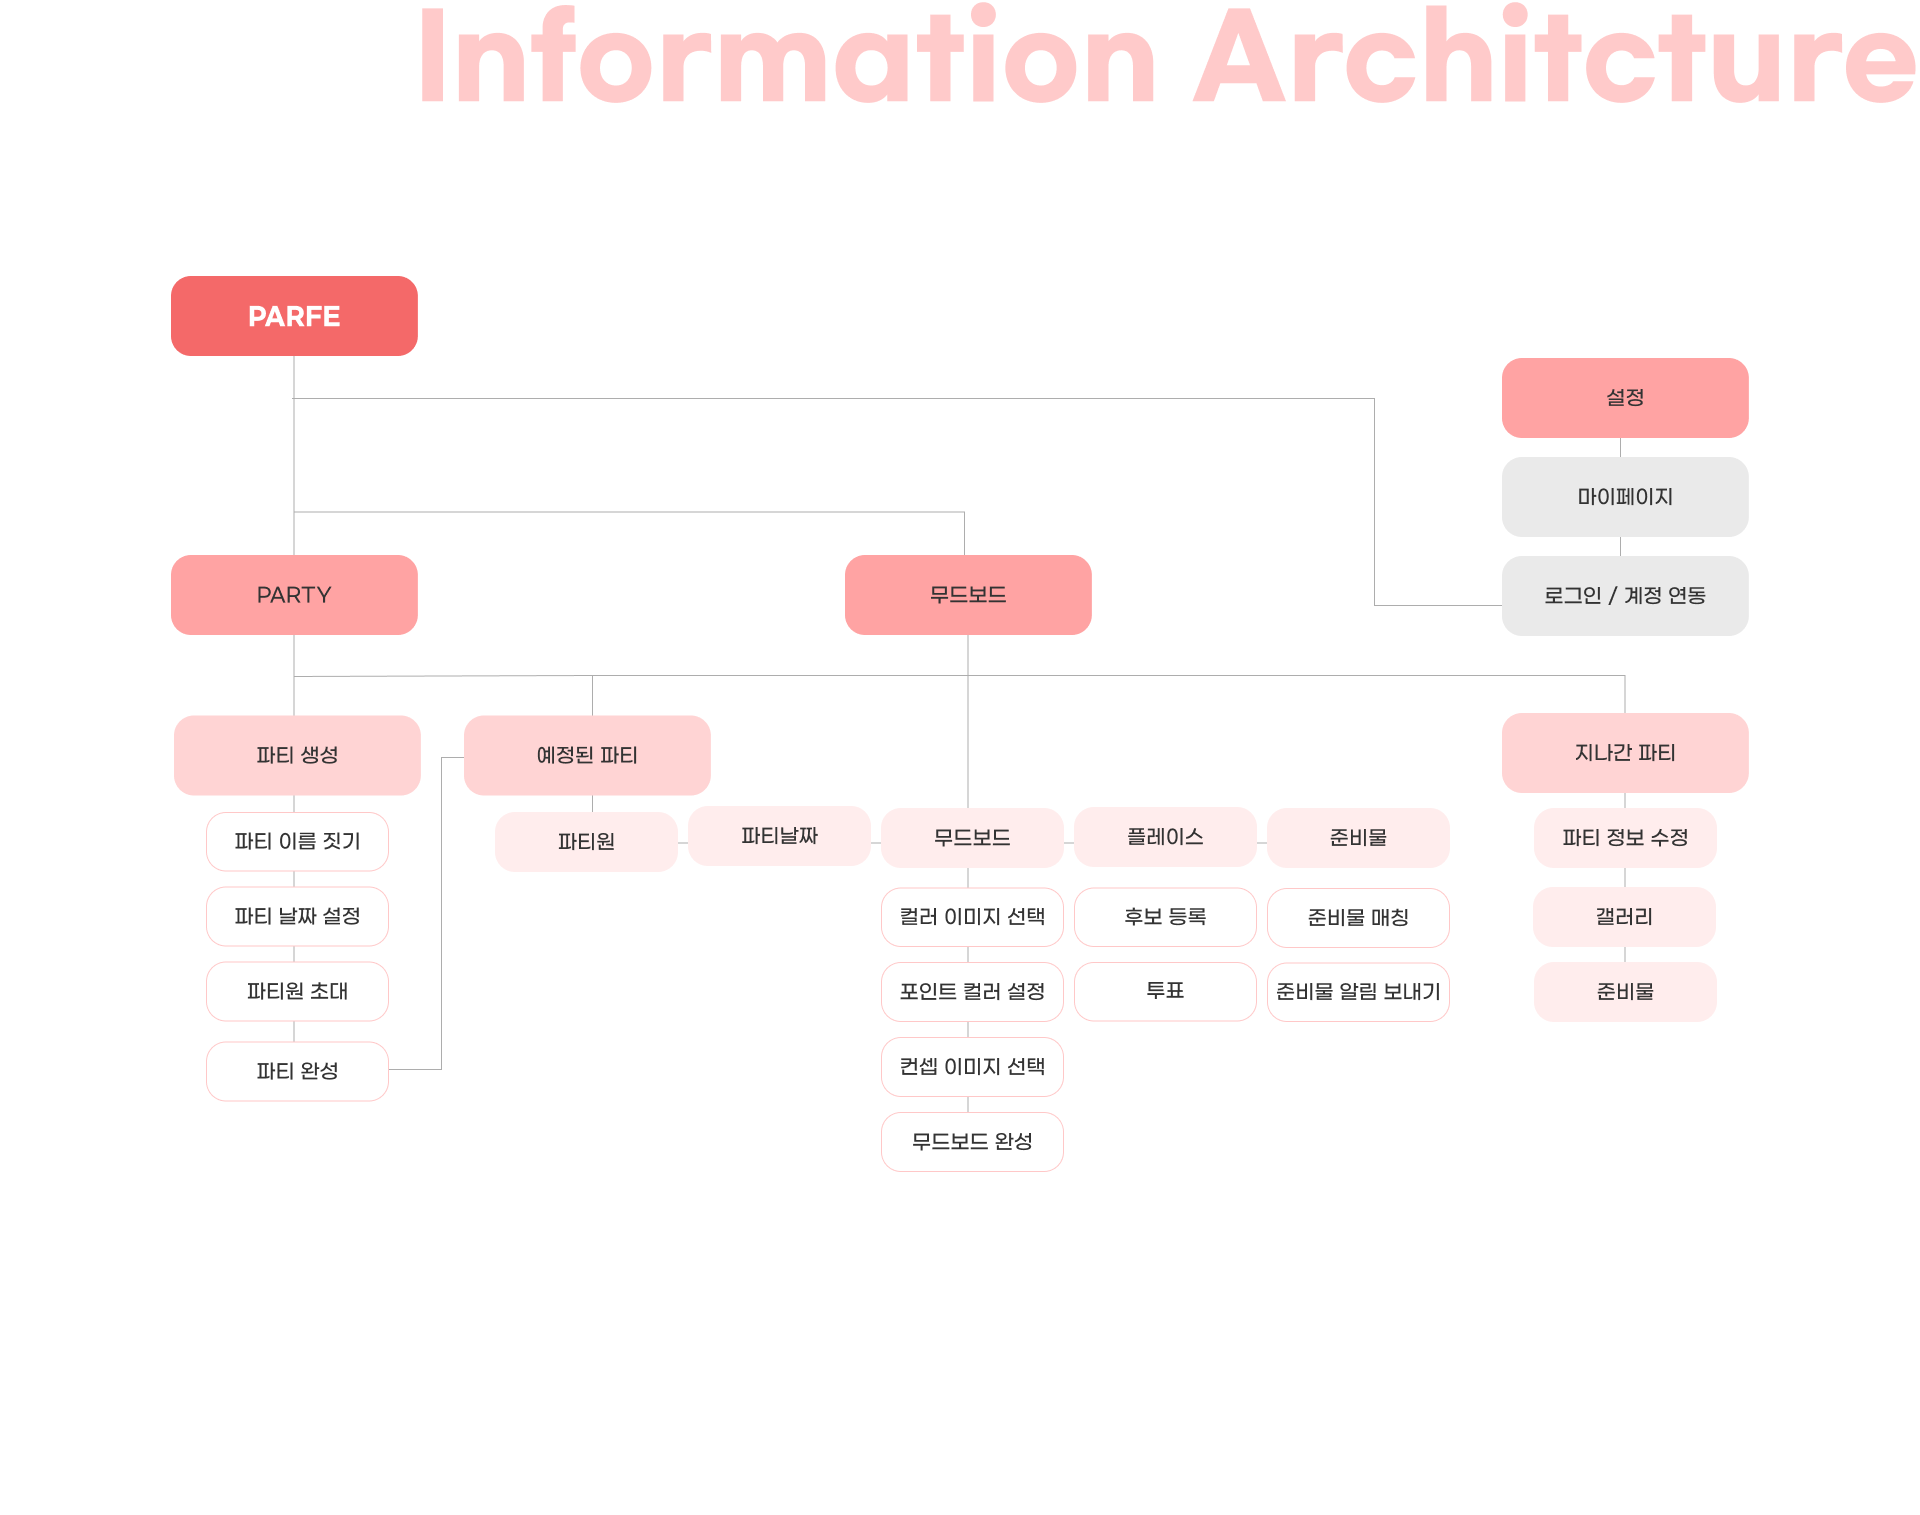 Information Architcture
PARFE
설정
마이페이지
로그인 / 계정 연동
PARTY
무드보드
파티 생성
예정된 파티
지나간 파티
파티 이름 짓기
파티 날짜 설정
파티원 초대
파티 완성
파티원
파티날짜
무드보드
플레이스
준비물
컬러 이미지 선택
포인트 컬러 설정
컨셉 이미지 선택
무드보드 완성
후보 등록
투표
준비물 매칭
준비물 알림 보내기
파티 정보 수정
갤러리
준비물